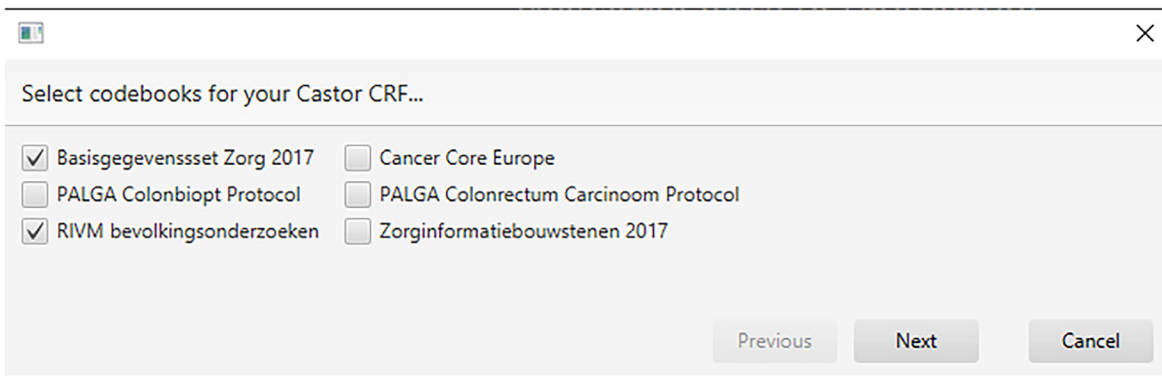 Select codebooks for your Castor CRF...
Basisgegevenssset Zorg 2017 Cancer Core Europe
PALGA Colonbiopt Protocol PALGA Colonrectum Carcinoom Protocol
RIVM bevolkingsonderzoeken Zorginformatiebouwstenen 2017
Previous Next Cancel